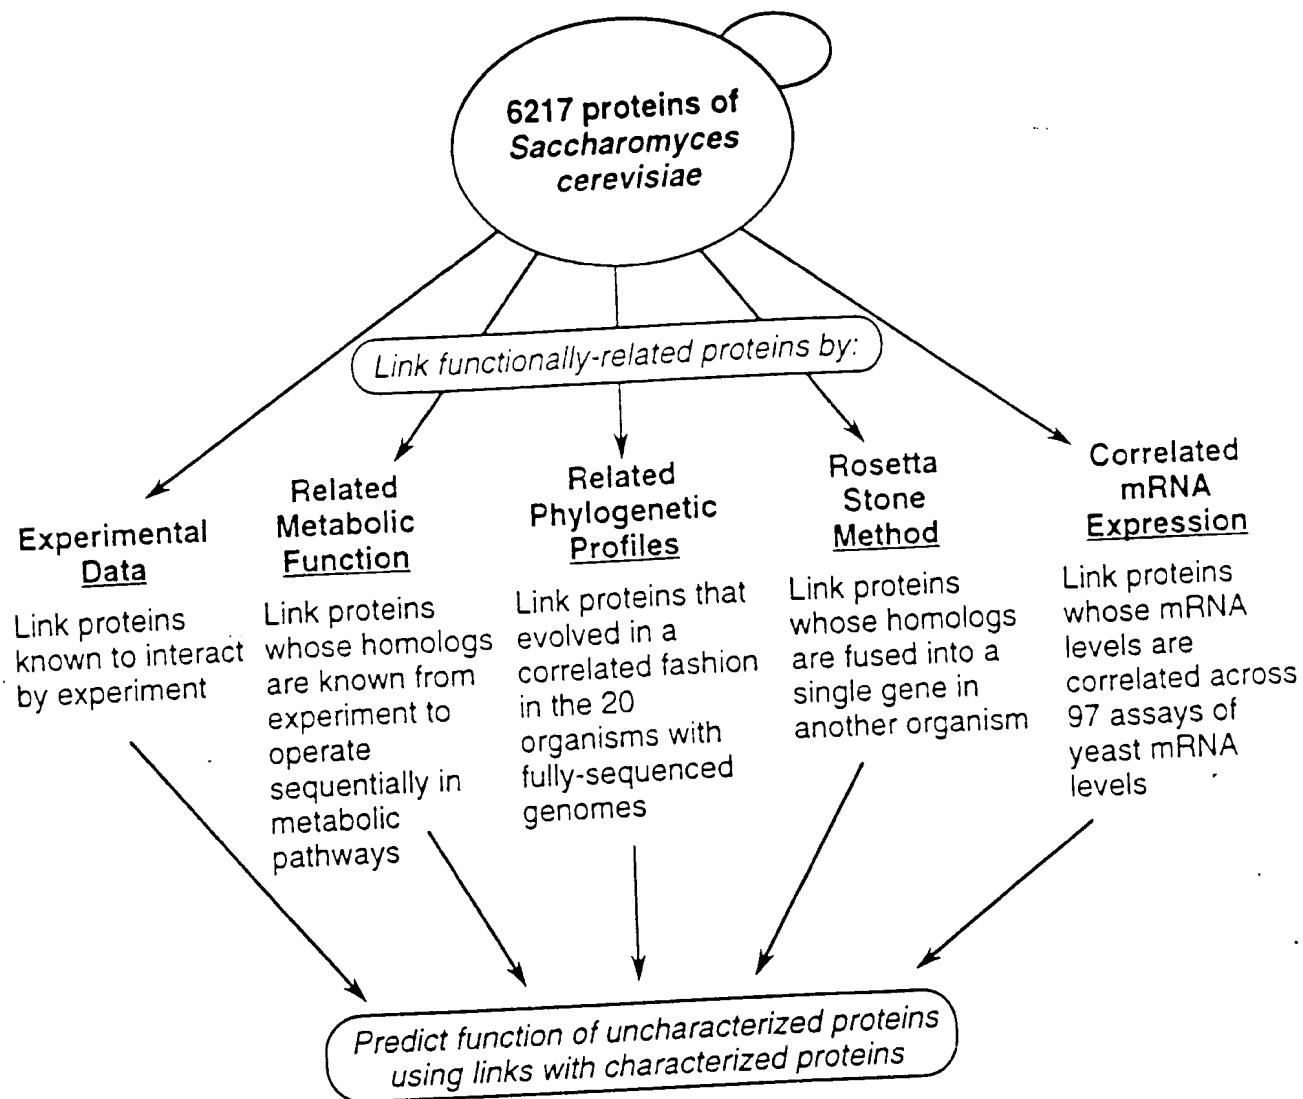 6217 proteins of
Saccharomyces
cerevisiae
Link functionally-related proteins by:
Experimental
Data
Link proteins
known to interact
by experiment
Related
Metabolic
Function
Link proteins
whose homologs
are known from
experiment to
operate
sequentially in
metabolic
pathways
Related
Phylogenetic
Profiles
Link proteins that
evolved in a
correlated fashion
in the 20
organisms with
fully-sequenced
genomes
Rosetta
Stone
Method
Link proteins
whose homologs
are fused into a
single gene in
another organism
Correlated
mRNA
Expression
Link proteins
whose mRNA
levels are
correlated across
97 assays of
yeast mRNA
levels
Predict function of uncharacterized proteins
using links with characterized proteins